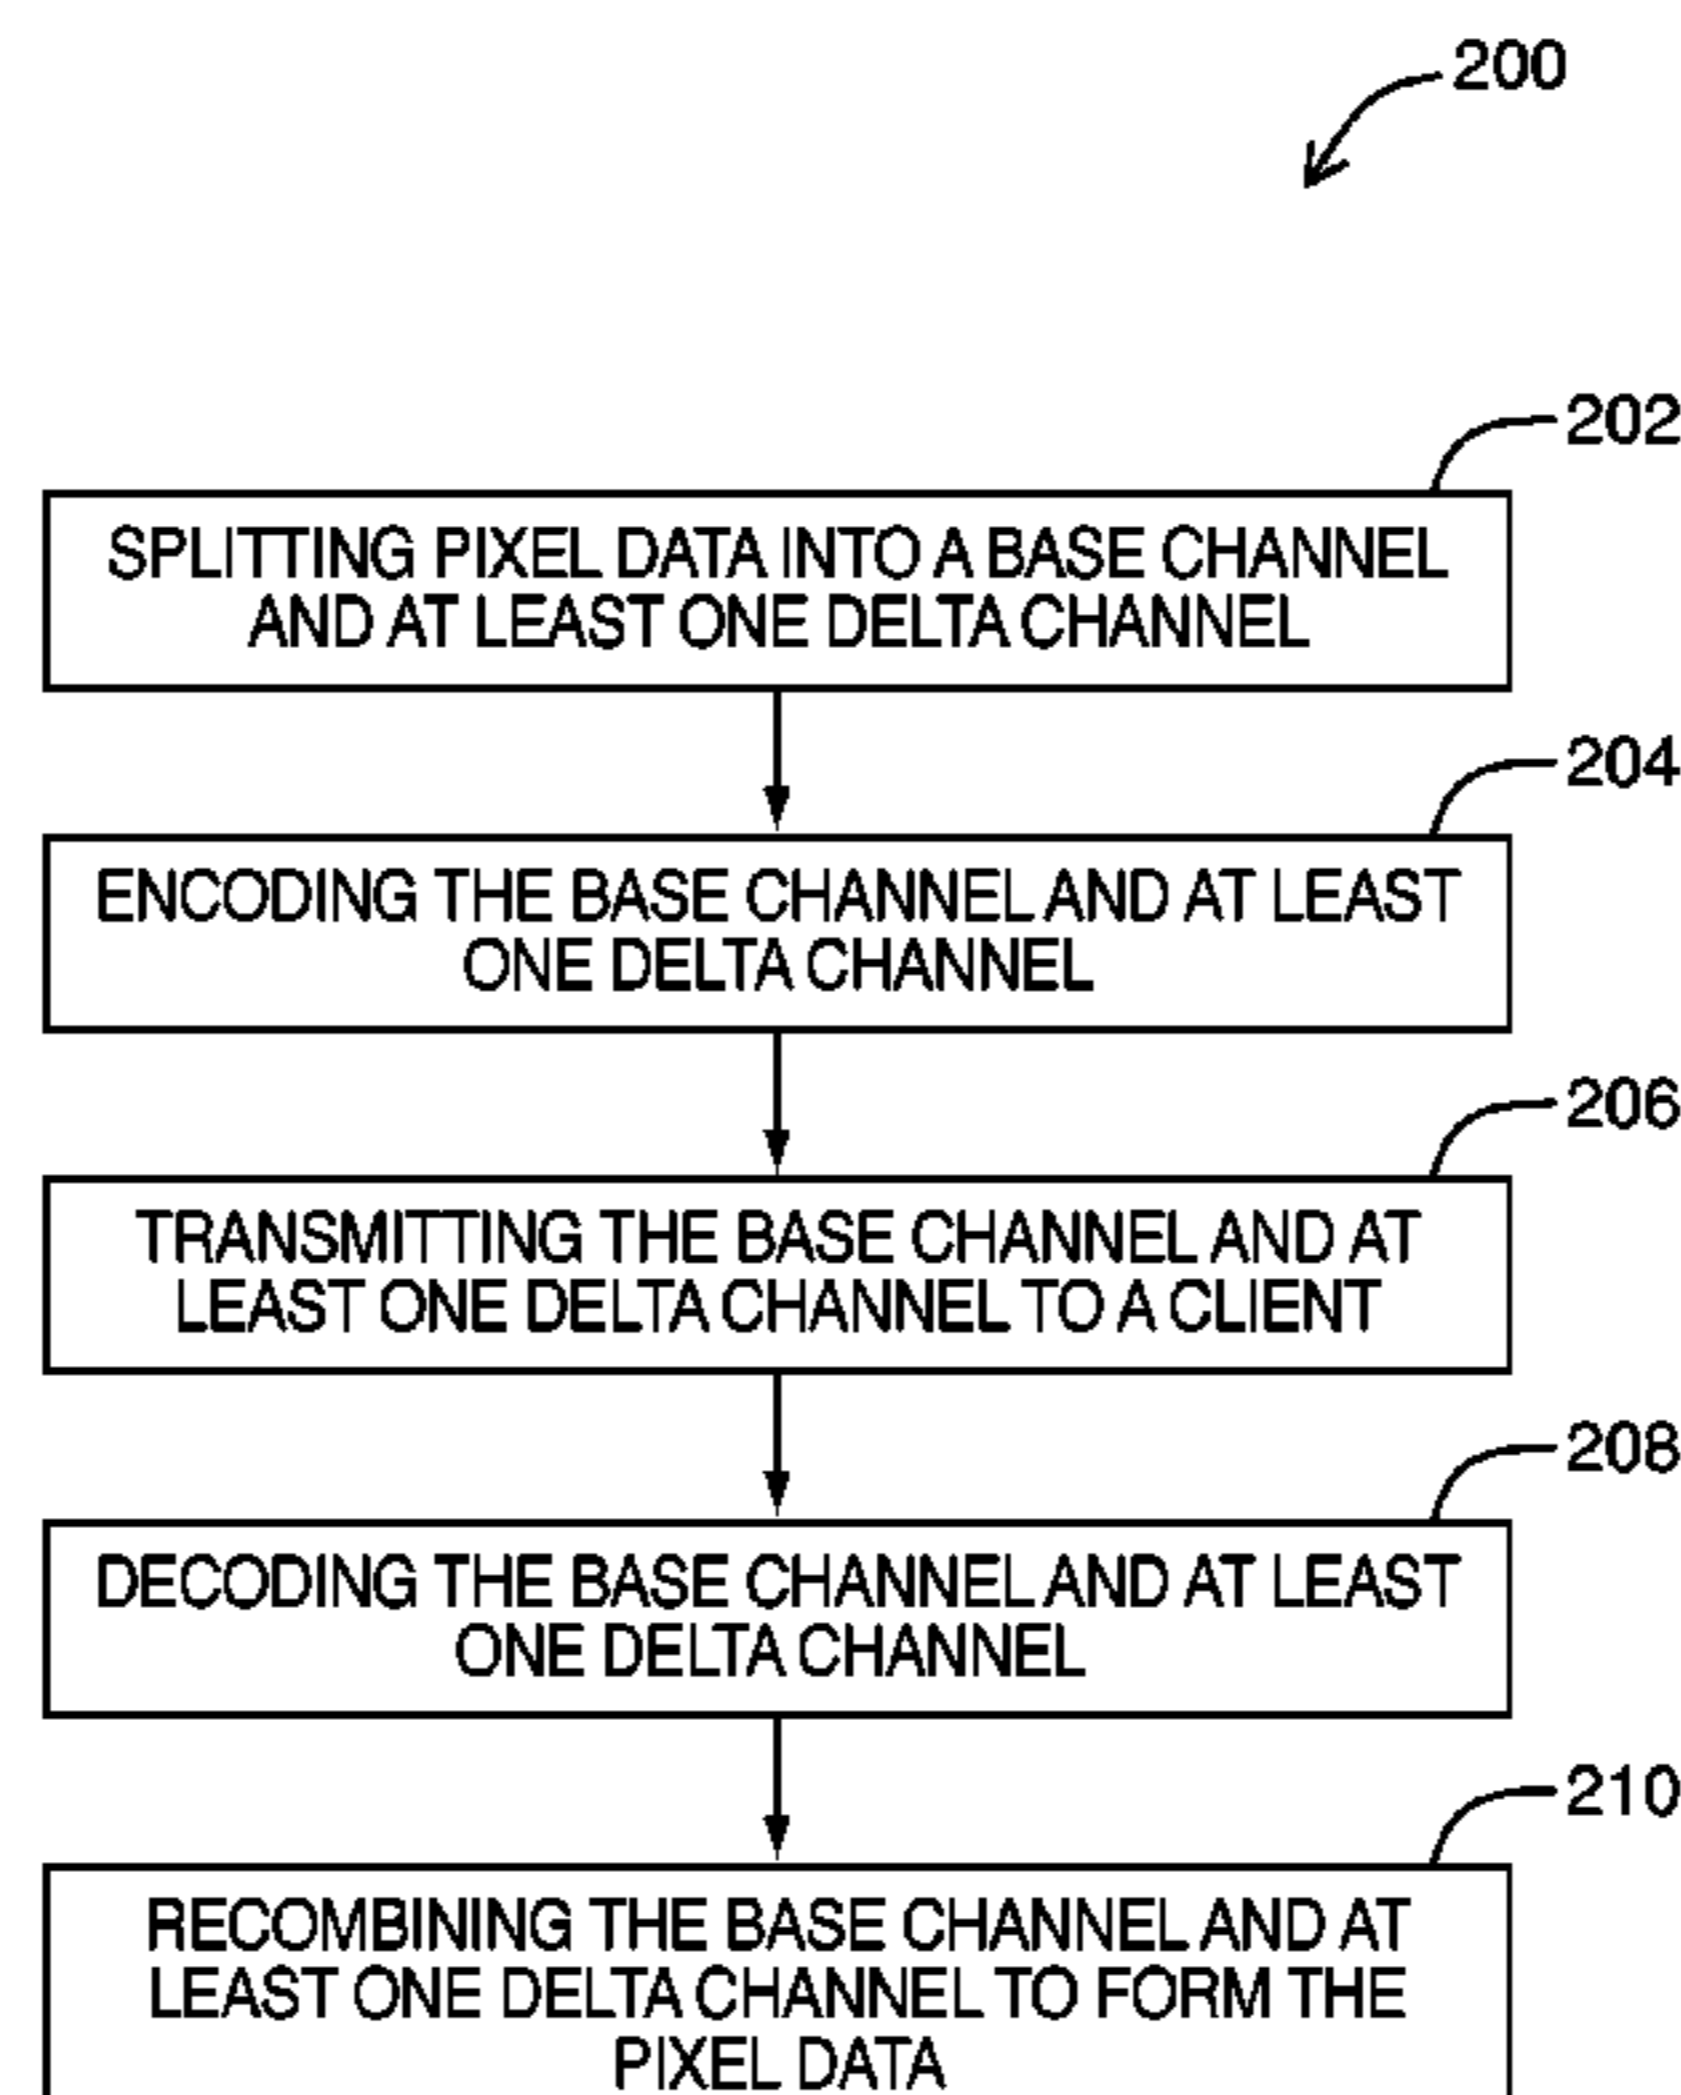 200
202
SPLITTING PIXEL DATA INTO A BASE CHANNEL
AND AT LEAST ONE DELTA CHANNEL
204
ENCODING THE BASE CHANNEL AND AT LEAST
ONE DELTA CHANNEL
206
TRANSMITTING THE BASE CHANNEL AND AT
LEAST ONE DELTA CHANNEL TO A CLIENT
208
DECODING THE BASE CHANNEL AND AT LEAST
ONE DELTA CHANNEL
210
RECOMBINING THE BASE CHANNEL AND AT
LEAST ONE DELTA CHANNEL TO FORM THE
PIXEL DATA